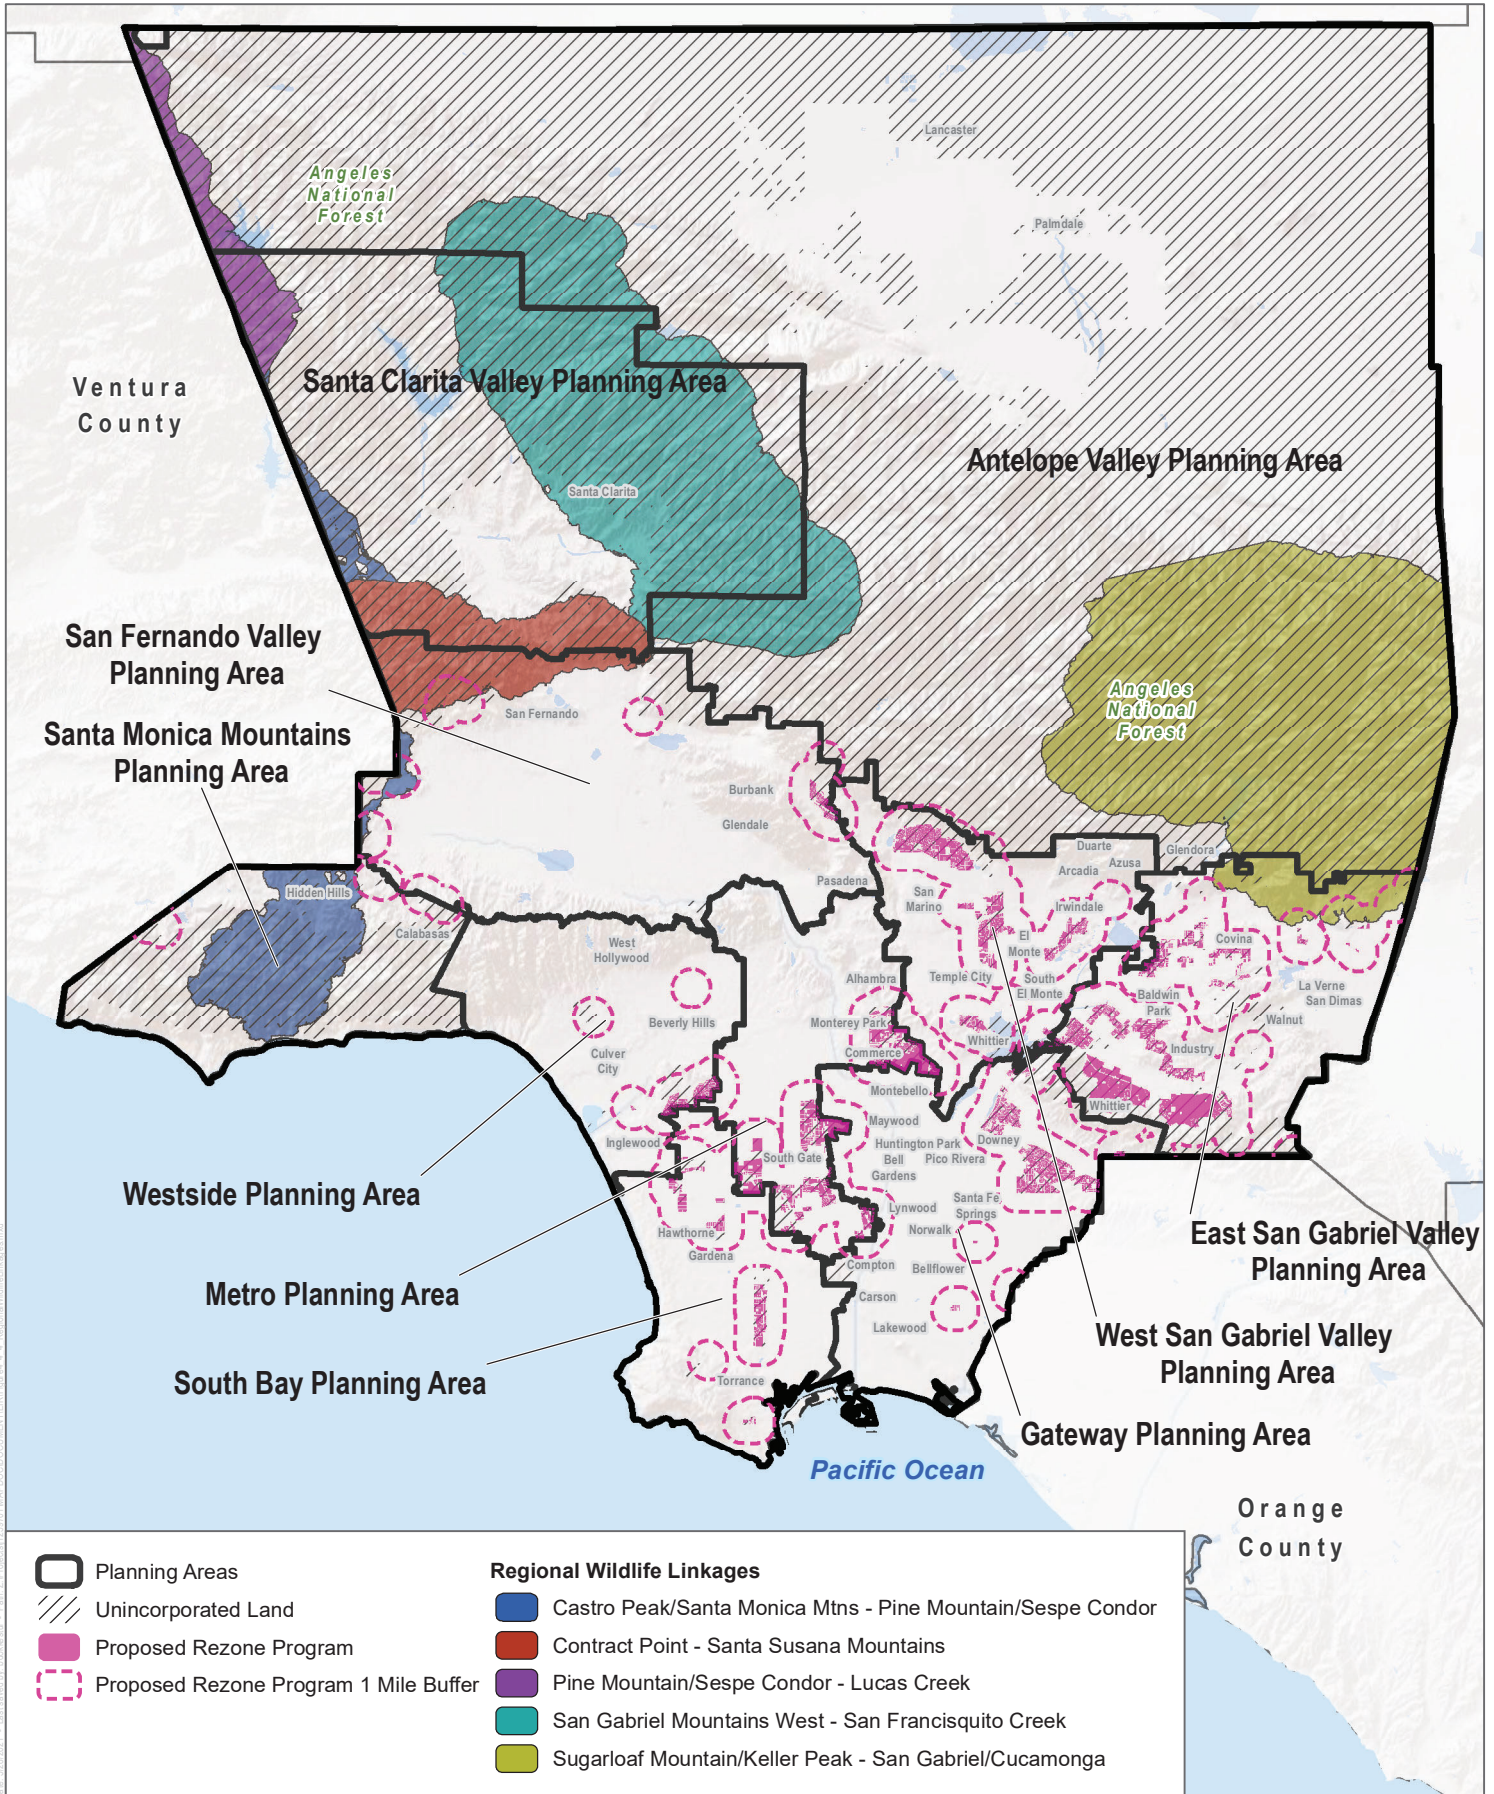 Lancaster
Angeles
National
Forest
Palmdale
Ventura
County
Santa Clarita Valley Planning Area
Antelope Valley Planning Area
Santa Clarita
San Fernando Valley
Planning Area
Angeles
National
Forest
San Fernando
Santa Monica Mountains
Planning Area
Burbank
Glendale
Duarte
Glendora
Azusa
Arcadia
Pasadena
Hidden Hills
San
Marino
Irwindale
Calabasas
West
Hollywood
El
Monte
Covina
Alhambra
Temple City
South
El Monte
La Verne
San Dimas
Baldwin
Park
Beverly Hills
Monterey Park
Walnut
Whittier
Culver
City
Commerce
Industry
Montebello
Whittier
Maywood
Inglewood
Huntington Park
Downey
South Gate
Bell
Gardens
Pico Rivera
Westside Planning Area
Santa Fe
Springs
Lynwood
Norwalk
Hawthorne
East San Gabriel Valley
Planning Area
Gardena
Compton
Bellflower
Metro Planning Area
Carson
Lakewood
West San Gabriel Valley
Planning Area
South Bay Planning Area
Torrance
Gateway Planning Area
Pacific Ocean
Orange
County
Planning Areas
Unincorporated Land
Proposed Rezone Program
Proposed Rezone Program 1 Mile Buffer
Regional Wildlife Linkages
Castro Peak/Santa Monica Mtns - Pine Mountain/Sespe Condor
Contract Point - Santa Susana Mountains
Pine Mountain/Sespe Condor - Lucas Creek
San Gabriel Mountains West - San Francisquito Creek
Sugarloaf Mountain/Keller Peak - San Gabriel/Cucamonga